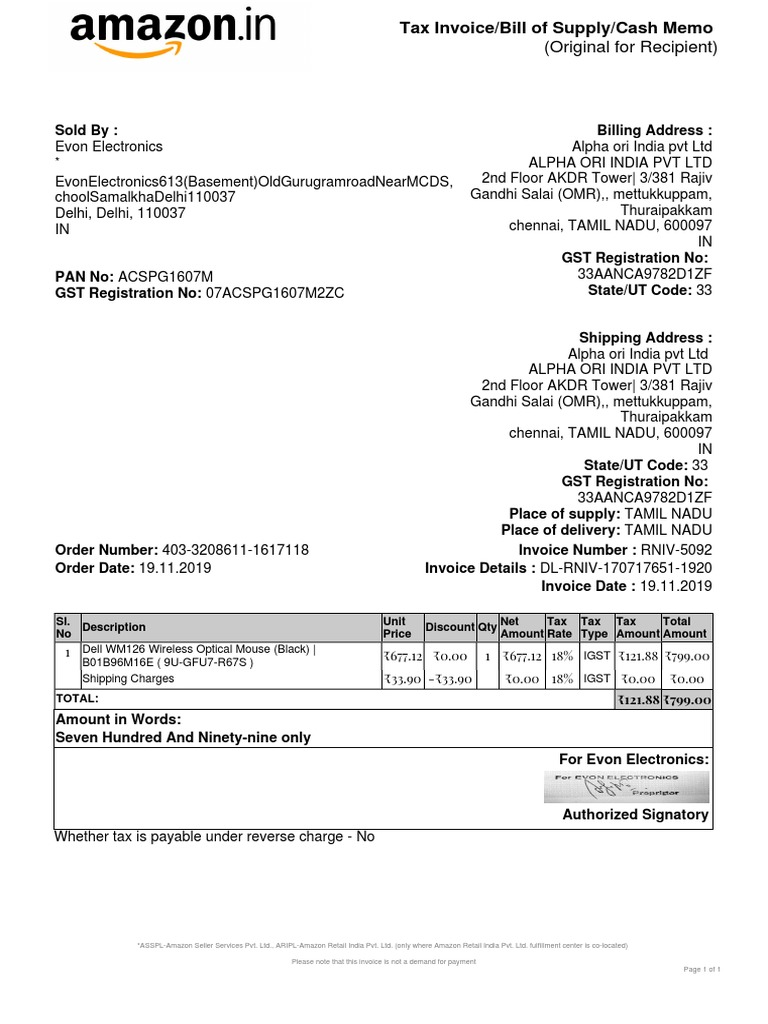 amazon.in
Tax Invoice/Bill of Supply/Cash Memo
(Original for Recipient)
Sold By :
Evon Electronics
*
EvonElectronics613(Basement)OldGurugramroadNearMCDS,
choolSamalkhaDelhi110037
Delhi, Delhi, 110037
IN
PAN No: ACSPG1607M
GST Registration No: 07ACSPG1607M2ZC
Billing Address :
Alpha ori India pvt Ltd
ALPHA ORI INDIA PVT LTD
2nd Floor AKDR Tower| 3/381 Rajiv
Gandhi Salai (OMR),, mettukkuppam,
Thuraipakkam
chennai, TAMIL NADU, 600097
IN
GST Registration No:
33AANCA9782D1ZF
State/UT Code: 33
Shipping Address :
Alpha ori India pvt Ltd
ALPHA ORI INDIA PVT LTD
2nd Floor AKDR Tower| 3/381 Rajiv
Gandhi Salai (OMR),, mettukkuppam,
Thuraipakkam
chennai, TAMIL NADU, 600097
IN
State/UT Code: 33
GST Registration No:
33AANCA9782D1ZF
Place of supply: TAMIL NADU
Place of delivery: TAMIL NADU
Order Number: 403-3208611-1617118
Order Date: 19.11.2019
Invoice Number : RNIV-5092
Invoice Details : DL-RNIV-170717651-1920
Invoice Date : 19.11.2019
Sl. No Description Unit Price Discount Qty Net Amount Tax Rate Tax Type Tax Amount Total Amount
1 Dell WM126 Wireless Optical Mouse (Black) | ₹677.12 ₹0.00 1 ₹677.12 18% IGST ₹121.88 ₹799.00
B01B96M16E ( 9U-GFU7-R67S )
Shipping Charges ₹33.90 -₹33.90 ₹0.00 18% IGST ₹0.00 ₹0.00
TOTAL: ₹121.88 ₹799.00
Amount in Words:
Seven Hundred And Ninety-nine only
For Evon Electronics:
For EVON ELECTRONICS
Proprietor
Authorized Signatory
Whether tax is payable under reverse charge - No
*ASSPL-Amazon Seller Services Pvt. Ltd., ARIPL-Amazon Retail India Pvt. Ltd. (only where Amazon Retail India Pvt. Ltd. fulfillment center is co-located)
Please note that this invoice is not a demand for payment
Page 1 of 1